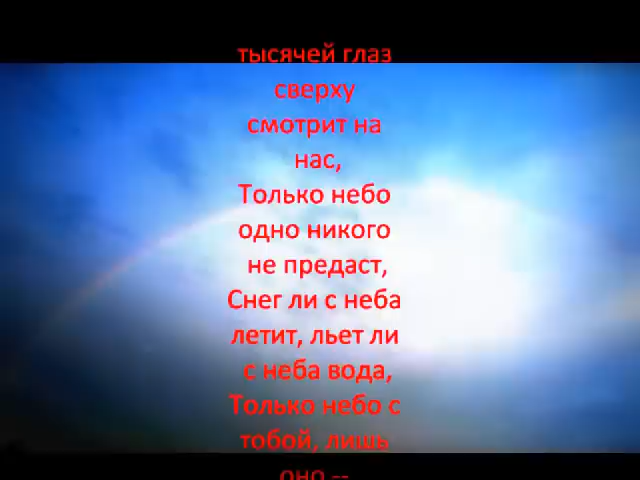 тысячей глаз
сверху
смотрит на
нас,
Только небо
одно никого
не предаст,
Снег ли с неба
летит, льет ли
с неба вода,
Только небо с
тобой, лишь
оно --